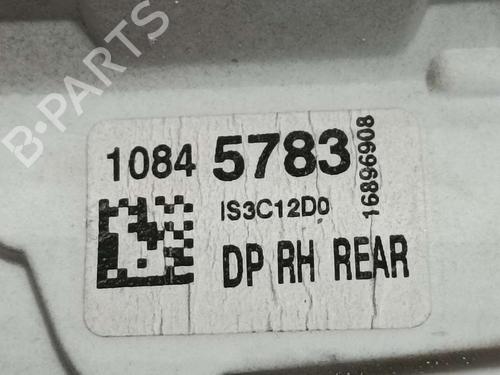 B-PARTS
1084 5783
IS3C12D0
16896908
DP RH REAR